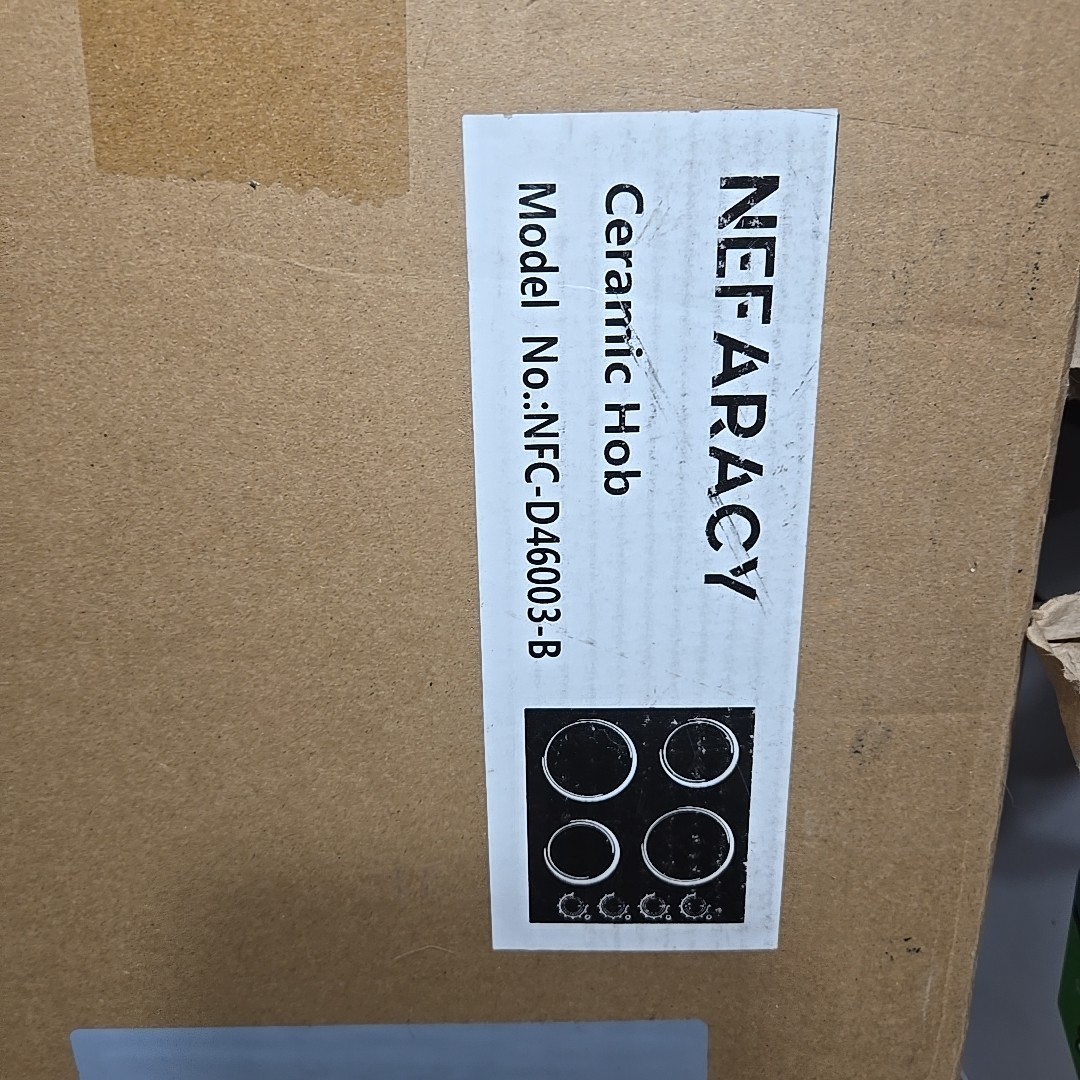 NEFARACY
Ceramic Hob
Model No.:NFC-D46003-B